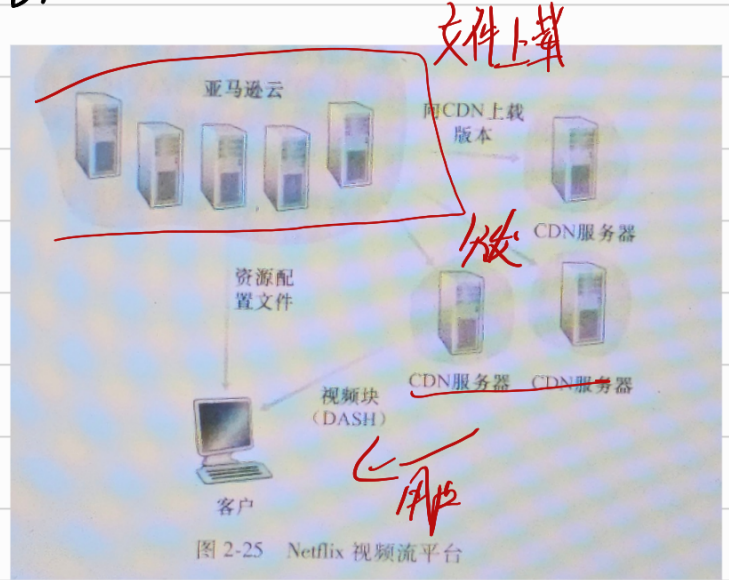 文件上载
亚马逊云
向CDN上载
版本
CDN服务器
分发
资源配
置文件
CDN服务器 CDN服务器
视频块
(DASH)
客户
图 2-25 Netflix 视频流平台